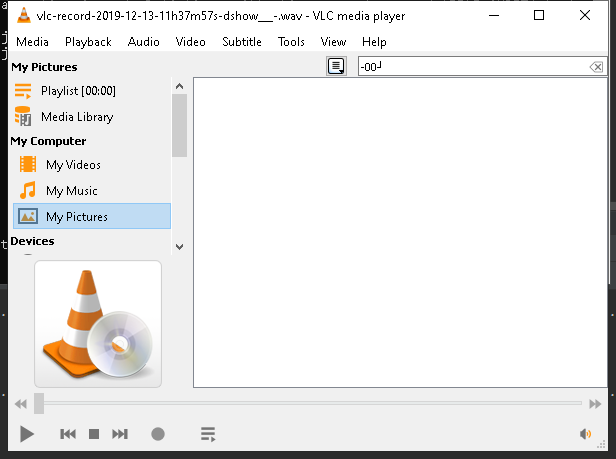 vlc-record-2019-12-13-11h37m57s-dshow__-.wav - VLC media player
Media Playback Audio Video Subtitle Tools View Help
My Pictures
-00┘
Playlist [00:00]
Media Library
My Computer
My Videos
My Music
My Pictures
Devices